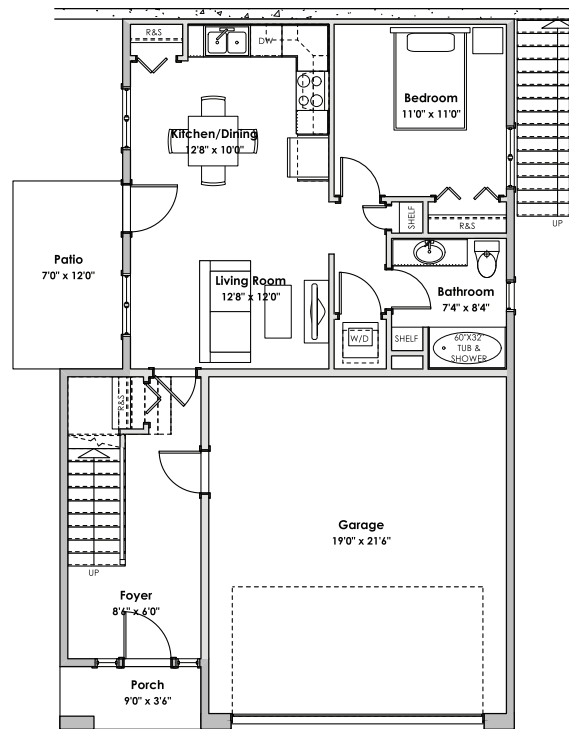 R&S
DW
Bedroom
11'0" x 11'0"
Kitchen/Dining
12'8" x 10'0"
SHELF
R&S
UP
Patio
7'0" x 12'0"
Living Room
12'8" x 12'0"
Bathroom
7'4" x 8'4"
W/D
SHELF
60"X32"
TUB &
SHOWER
R&S
Garage
19'0" x 21'6"
UP
Foyer
8'6" x 6'0"
Porch
9'0" x 3'6"